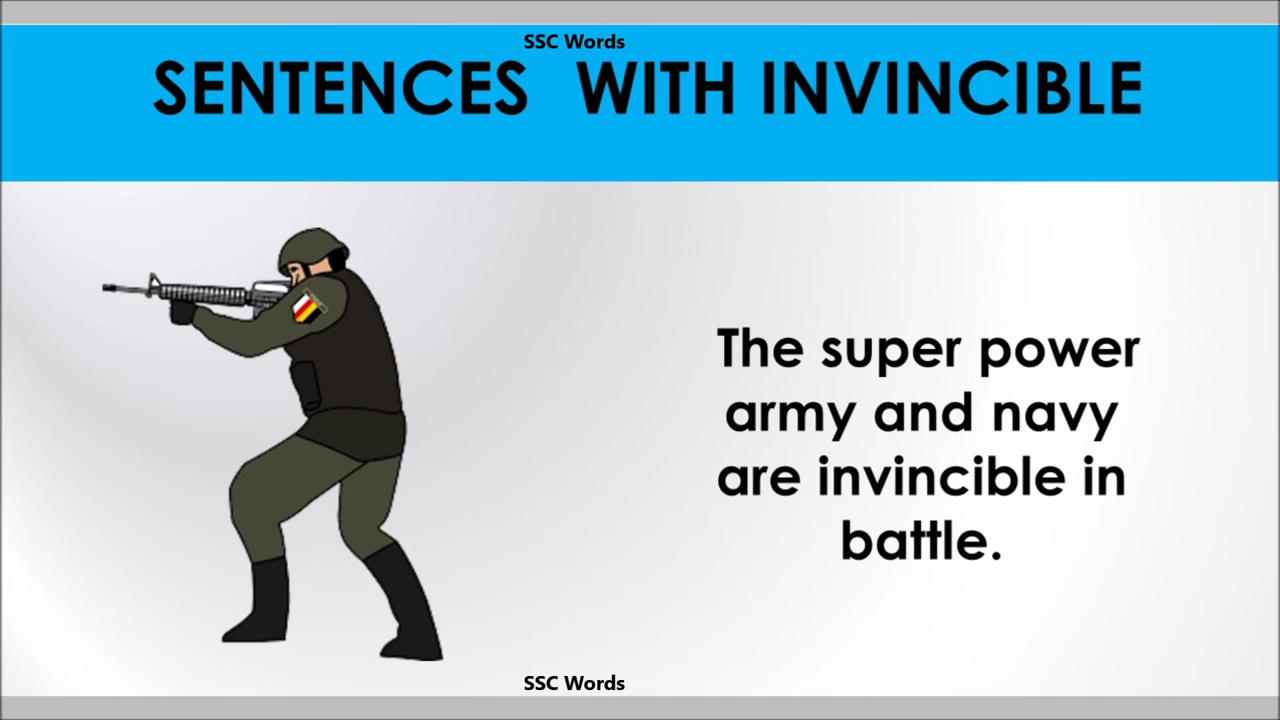 SSC Words
SENTENCES WITH INVINCIBLE
The super power
army and navy
are invincible in
battle.
SSC Words